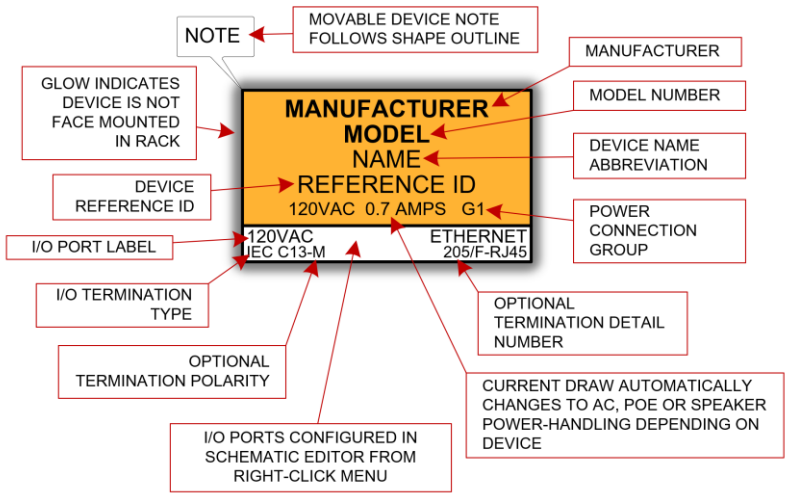 NOTE
MOVABLE DEVICE NOTE
FOLLOWS SHAPE OUTLINE
MANUFACTURER
GLOW INDICATES
DEVICE IS NOT
FACE MOUNTED
IN RACK
MODEL NUMBER
MANUFACTURER
MODEL
NAME
REFERENCE ID
120VAC 0.7 AMPS G1
DEVICE NAME
ABBREVIATION
DEVICE
REFERENCE ID
POWER
CONNECTION
GROUP
I/O PORT LABEL
120VAC
IEC C13-M
ETHERNET
205/F-RJ45
I/O TERMINATION
TYPE
OPTIONAL
TERMINATION DETAIL
NUMBER
OPTIONAL
TERMINATION POLARITY
CURRENT DRAW AUTOMATICALLY
CHANGES TO AC, POE OR SPEAKER
POWER-HANDLING DEPENDING ON
DEVICE
I/O PORTS CONFIGURED IN
SCHEMATIC EDITOR FROM
RIGHT-CLICK MENU